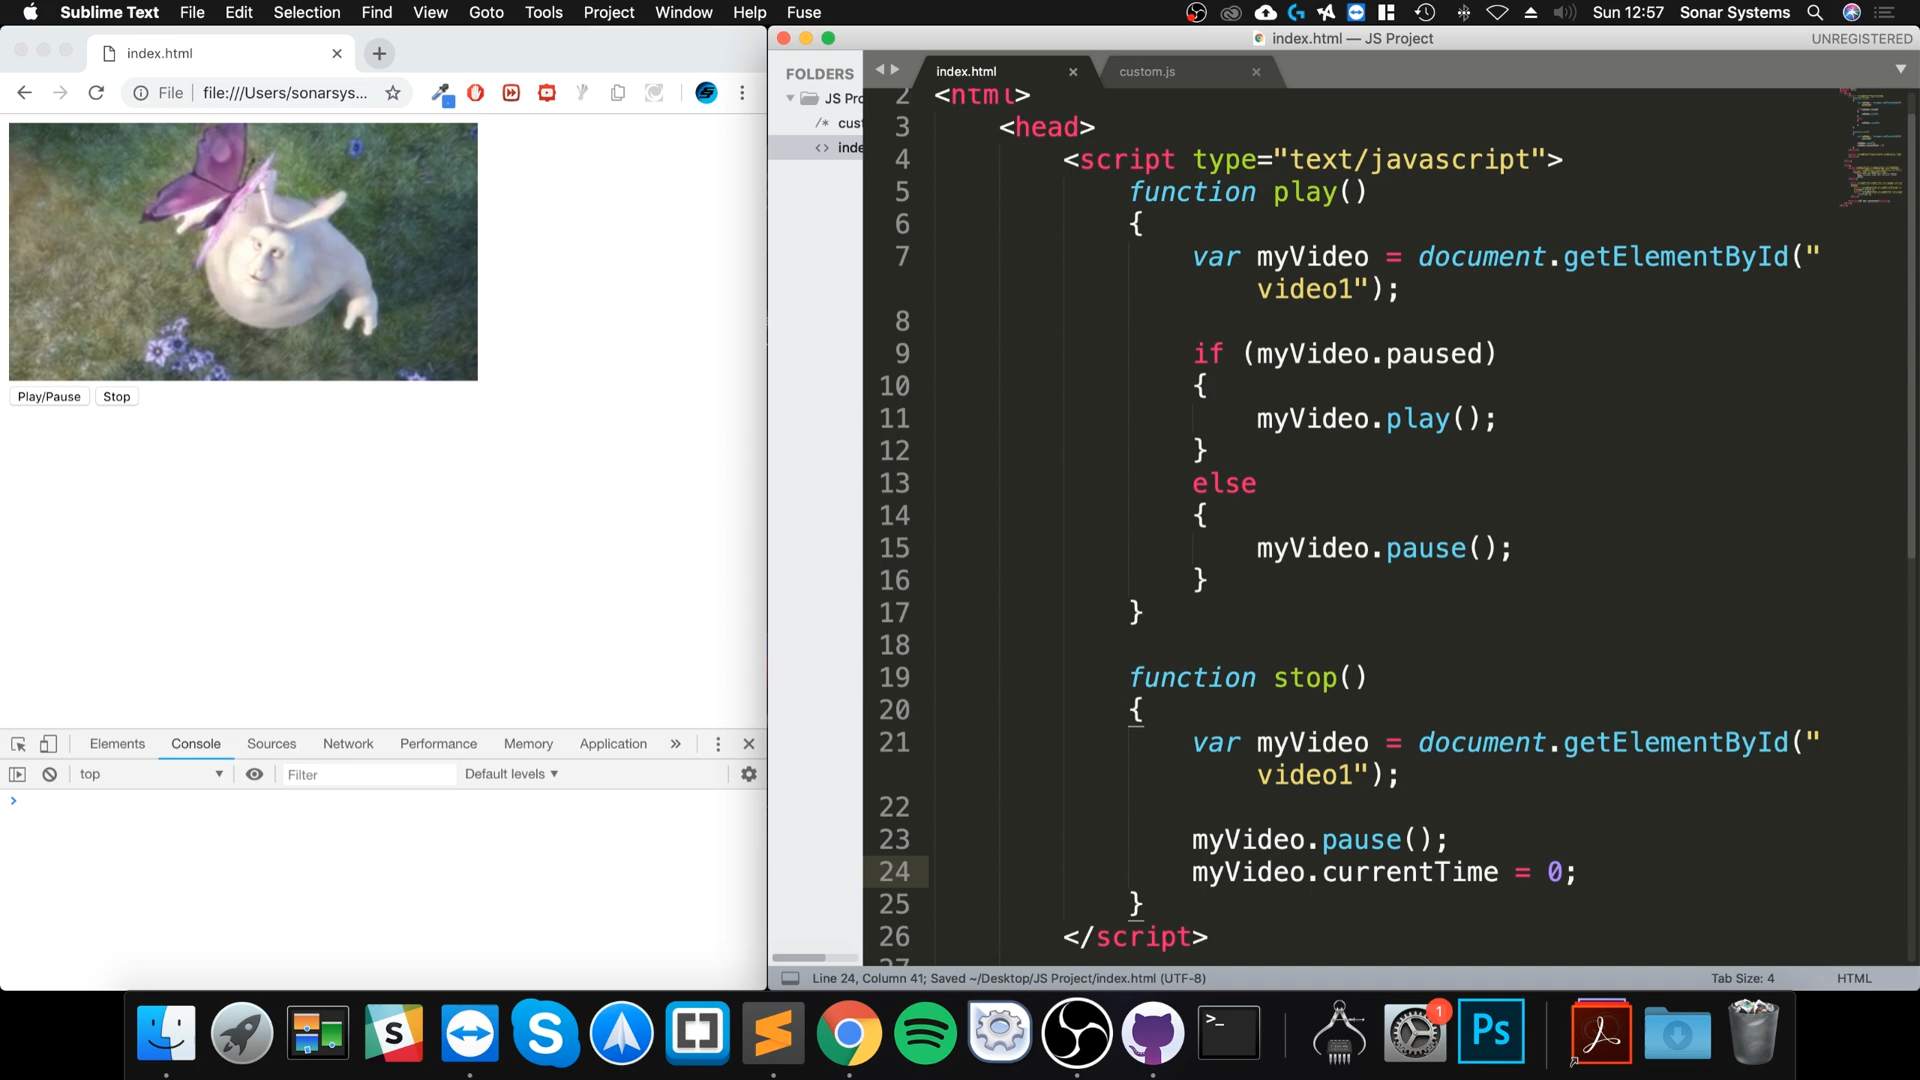 Sublime Text File Edit Selection Find View Goto Tools Project Window Help Fuse
Sun 12:57 Sonar Systems
index.html
File file:///Users/sonarsys...
Play/Pause Stop
Elements Console Sources Network Performance Memory Application »
top Filter Default levels
>
index.html — JS Project UNREGISTERED
FOLDERS
JS Pro
/* cust
<> inde
index.html custom.js
2 <html>
3 <head>
4 <script type="text/javascript">
5 function play()
6 {
7 var myVideo = document.getElementById("
video1");
8
9 if (myVideo.paused)
10 {
11 myVideo.play();
12 }
13 else
14 {
15 myVideo.pause();
16 }
17 }
18
19 function stop()
20 {
21 var myVideo = document.getElementById("
video1");
22
23 myVideo.pause();
24 myVideo.currentTime = 0;
25 }
26 </script>
27
Line 24, Column 41; Saved ~/Desktop/JS Project/index.html (UTF-8) Tab Size: 4 HTML
S
S
>_
1
Ps